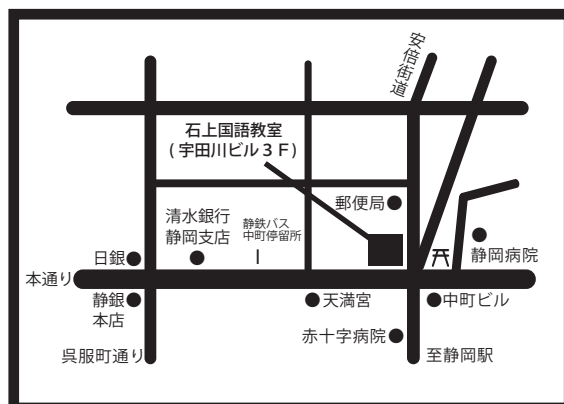 安倍街道
石上国語教室
(宇田川ビル３Ｆ)
郵便局
清水銀行
静岡支店
静鉄バス
中町停留所
日銀
静岡病院
本通り
静銀
本店
天満宮
中町ビル
赤十字病院
呉服町通り
至静岡駅